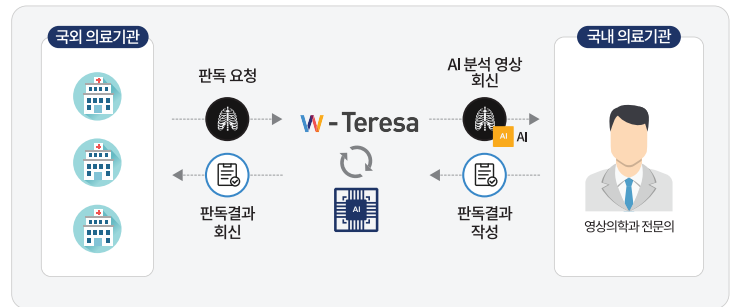 국외 의료기관
국내 의료기관
판독 요청
AI 분석 영상
회신
AI
AI
w-Teresa
AI
판독결과
회신
판독결과
작성
영상의학과 전문의